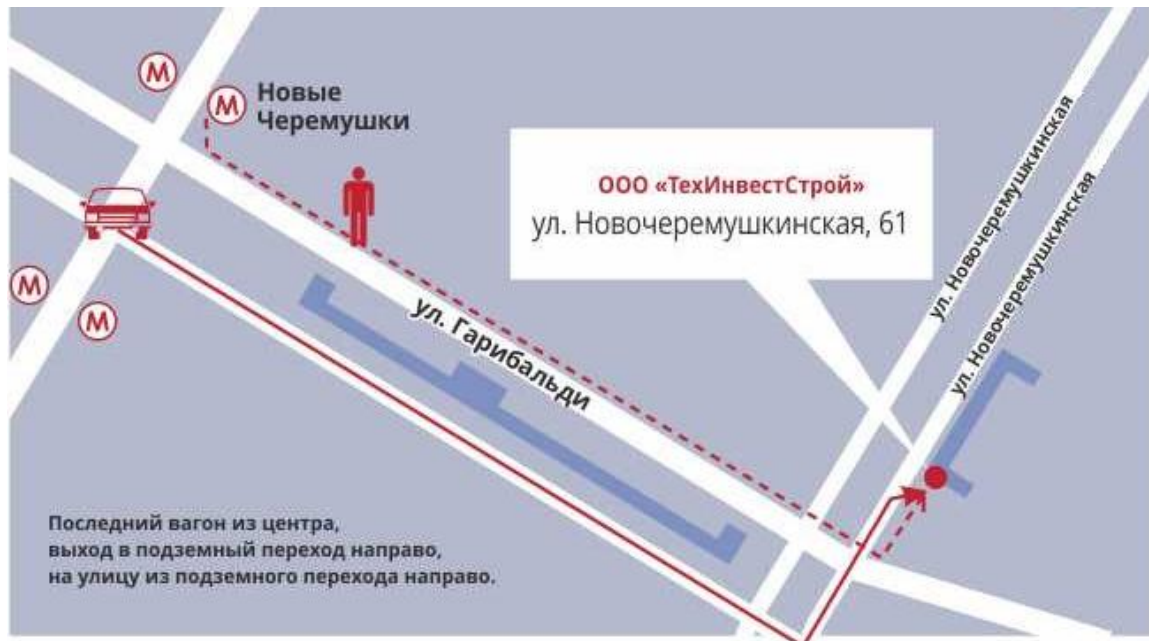 М
М
Новые
Черемушки
ООО «ТехИнвестСтрой»
ул. Новочеремушкинская, 61
ул. Новочеремушкинская
ул. Новочеремушкинская
М
М
ул. Гарибальди
Последний вагон из центра,
выход в подземный переход направо,
на улицу из подземного перехода направо.